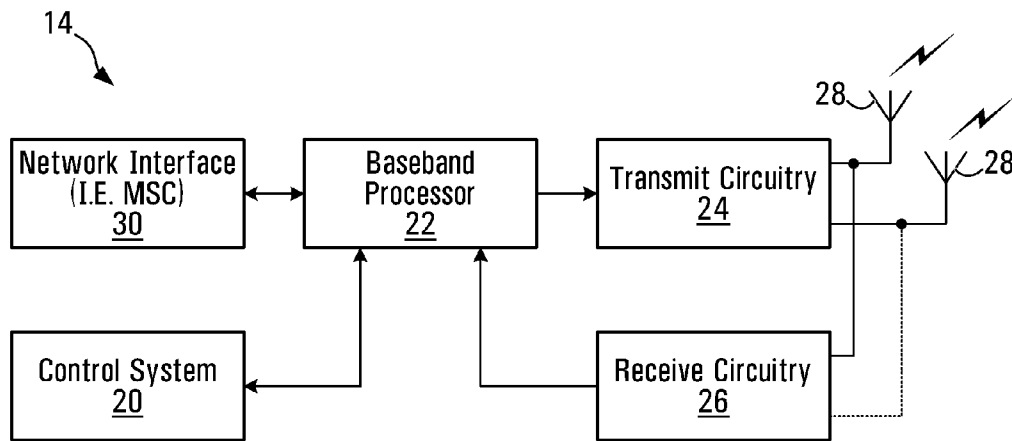 14
28
28
Network Interface
(I.E. MSC)
30
Baseband
Processor
22
Transmit Circuitry
24
Control System
20
Receive Circuitry
26